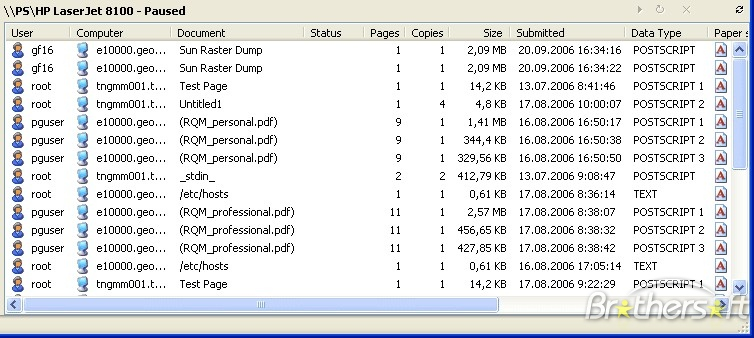 \\PS\HP LaserJet 8100 - Paused
User Computer Document Status Pages Copies Size Submitted Data Type Paper s
gf16 e10000.geo... Sun Raster Dump 1 1 2,09 MB 20.09.2006 16:34:16 POSTSCRIPT
gf16 e10000.geo... Sun Raster Dump 1 1 2,09 MB 20.09.2006 16:34:22 POSTSCRIPT
root tngmm001.t... Test Page 1 1 14,2 KB 13.07.2006 8:41:46 POSTSCRIPT 1
root tngmm001.t... Untitled1 1 4 4,8 KB 17.08.2006 10:00:07 POSTSCRIPT 2
pguser e10000.geo... (RQM_personal.pdf) 9 1 1,41 MB 16.08.2006 16:50:17 POSTSCRIPT 1
pguser e10000.geo... (RQM_personal.pdf) 9 1 344,4 KB 16.08.2006 16:50:38 POSTSCRIPT 2
pguser e10000.geo... (RQM_personal.pdf) 9 1 329,56 KB 16.08.2006 16:50:50 POSTSCRIPT 3
root tngmm001.t... _stdin_ 2 2 412,79 KB 13.07.2006 9:08:47 POSTSCRIPT
root e10000.geo... /etc/hosts 1 1 0,61 KB 17.08.2006 8:36:14 TEXT
pguser e10000.geo... (RQM_professional.pdf) 11 1 2,57 MB 17.08.2006 8:38:07 POSTSCRIPT 1
pguser e10000.geo... (RQM_professional.pdf) 11 1 456,65 KB 17.08.2006 8:38:32 POSTSCRIPT 2
pguser e10000.geo... (RQM_professional.pdf) 11 1 427,85 KB 17.08.2006 8:38:42 POSTSCRIPT 3
root e10000.geo... /etc/hosts 1 1 0,61 KB 16.08.2006 17:05:14 TEXT
root tngmm001.t... Test Page 1 1 14,2 KB 17.08.2006 9:22:29 POSTSCRIPT 1
Brothersoft